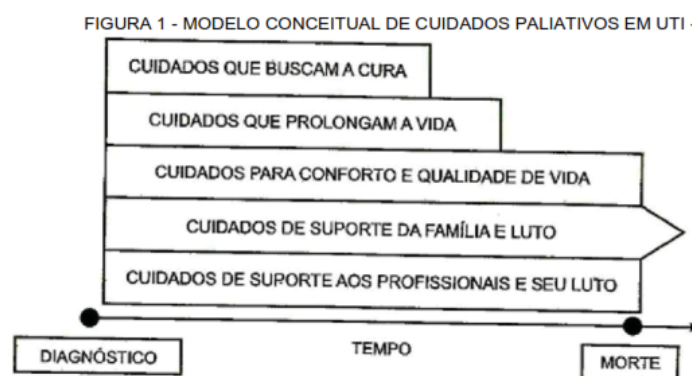 FIGURA 1 - MODELO CONCEITUAL DE CUIDADOS PALIATIVOS EM UTI -
CUIDADOS QUE BUSCAM A CURA
CUIDADOS QUE PROLONGAM A VIDA
CUIDADOS PARA CONFORTO E QUALIDADE DE VIDA
CUIDADOS DE SUPORTE DA FAMÍLIA E LUTO
CUIDADOS DE SUPORTE AOS PROFISSIONAIS E SEU LUTO
DIAGNÓSTICO
TEMPO
MORTE